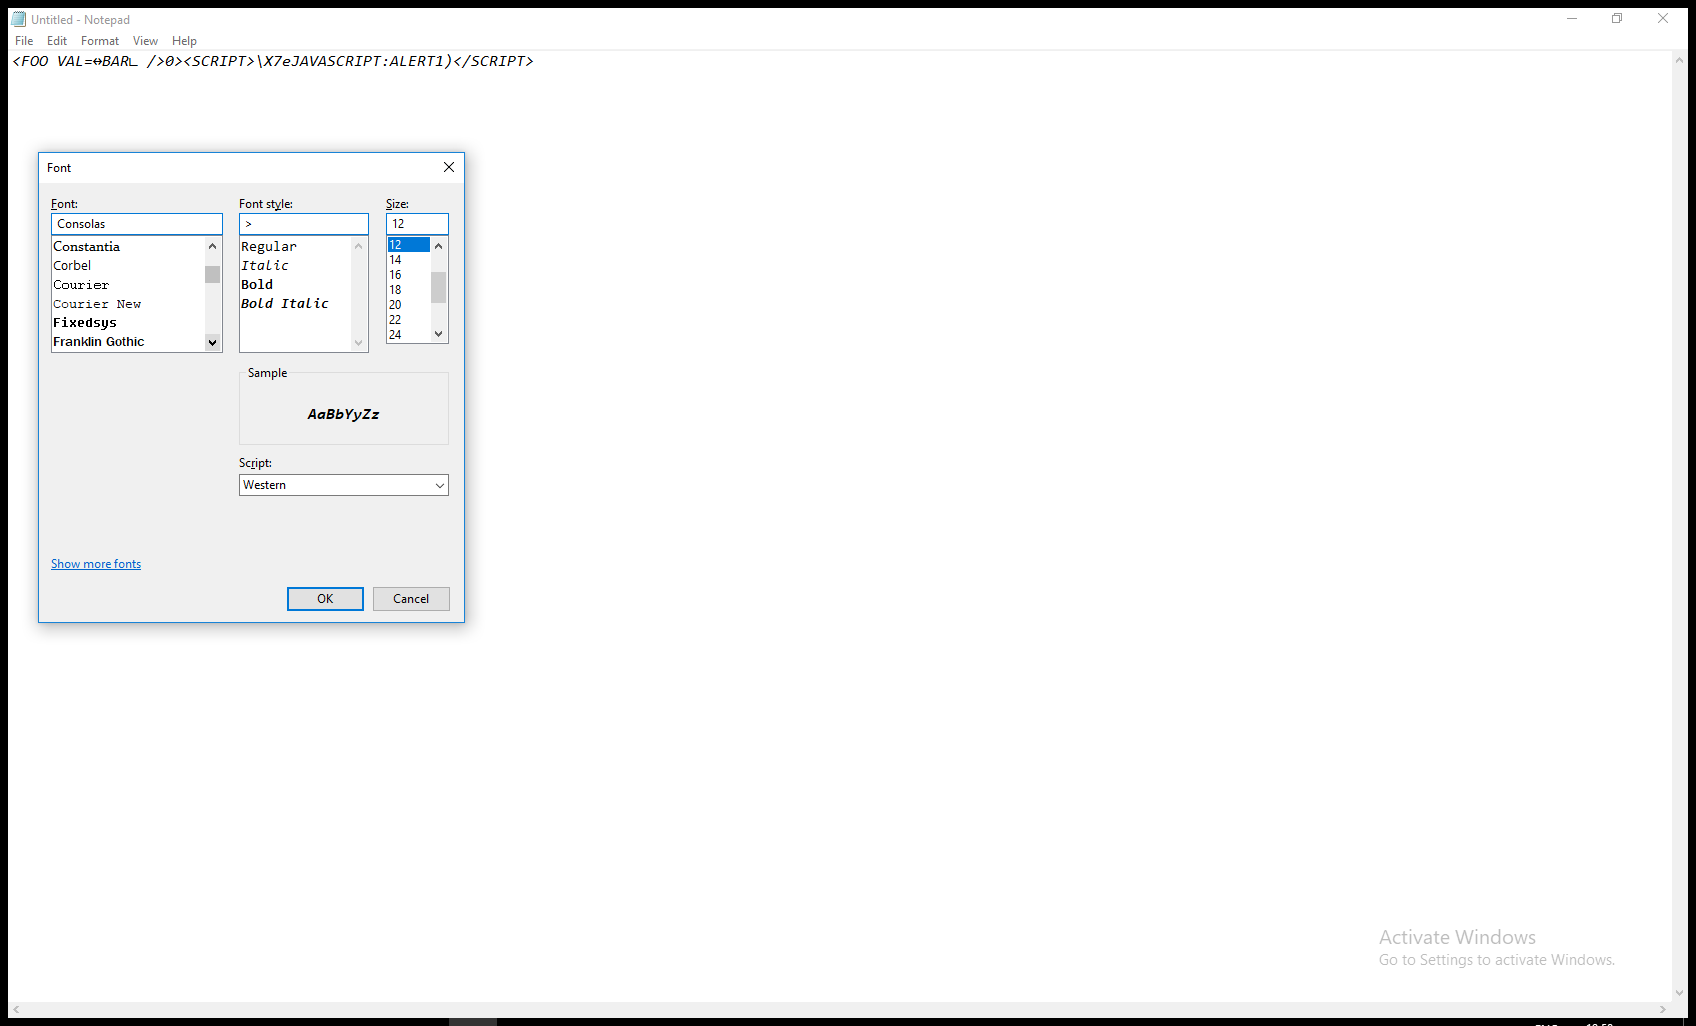 Untitled - Notepad
File Edit Format View Help
<FOO VAL=↔BAR∟ />0><SCRIPT>\X7eJAVASCRIPT:ALERT1)</SCRIPT>
Font
Font: Font style: Size:
Consolas > 12
Constantia Regular 12
Corbel Italic 14
Courier Bold 16
Courier New Bold Italic 18
Fixedsys 20
Franklin Gothic 22
24
Sample
AaBbYyZz
Script:
Western
Show more fonts
OK Cancel
Activate Windows
Go to Settings to activate Windows.